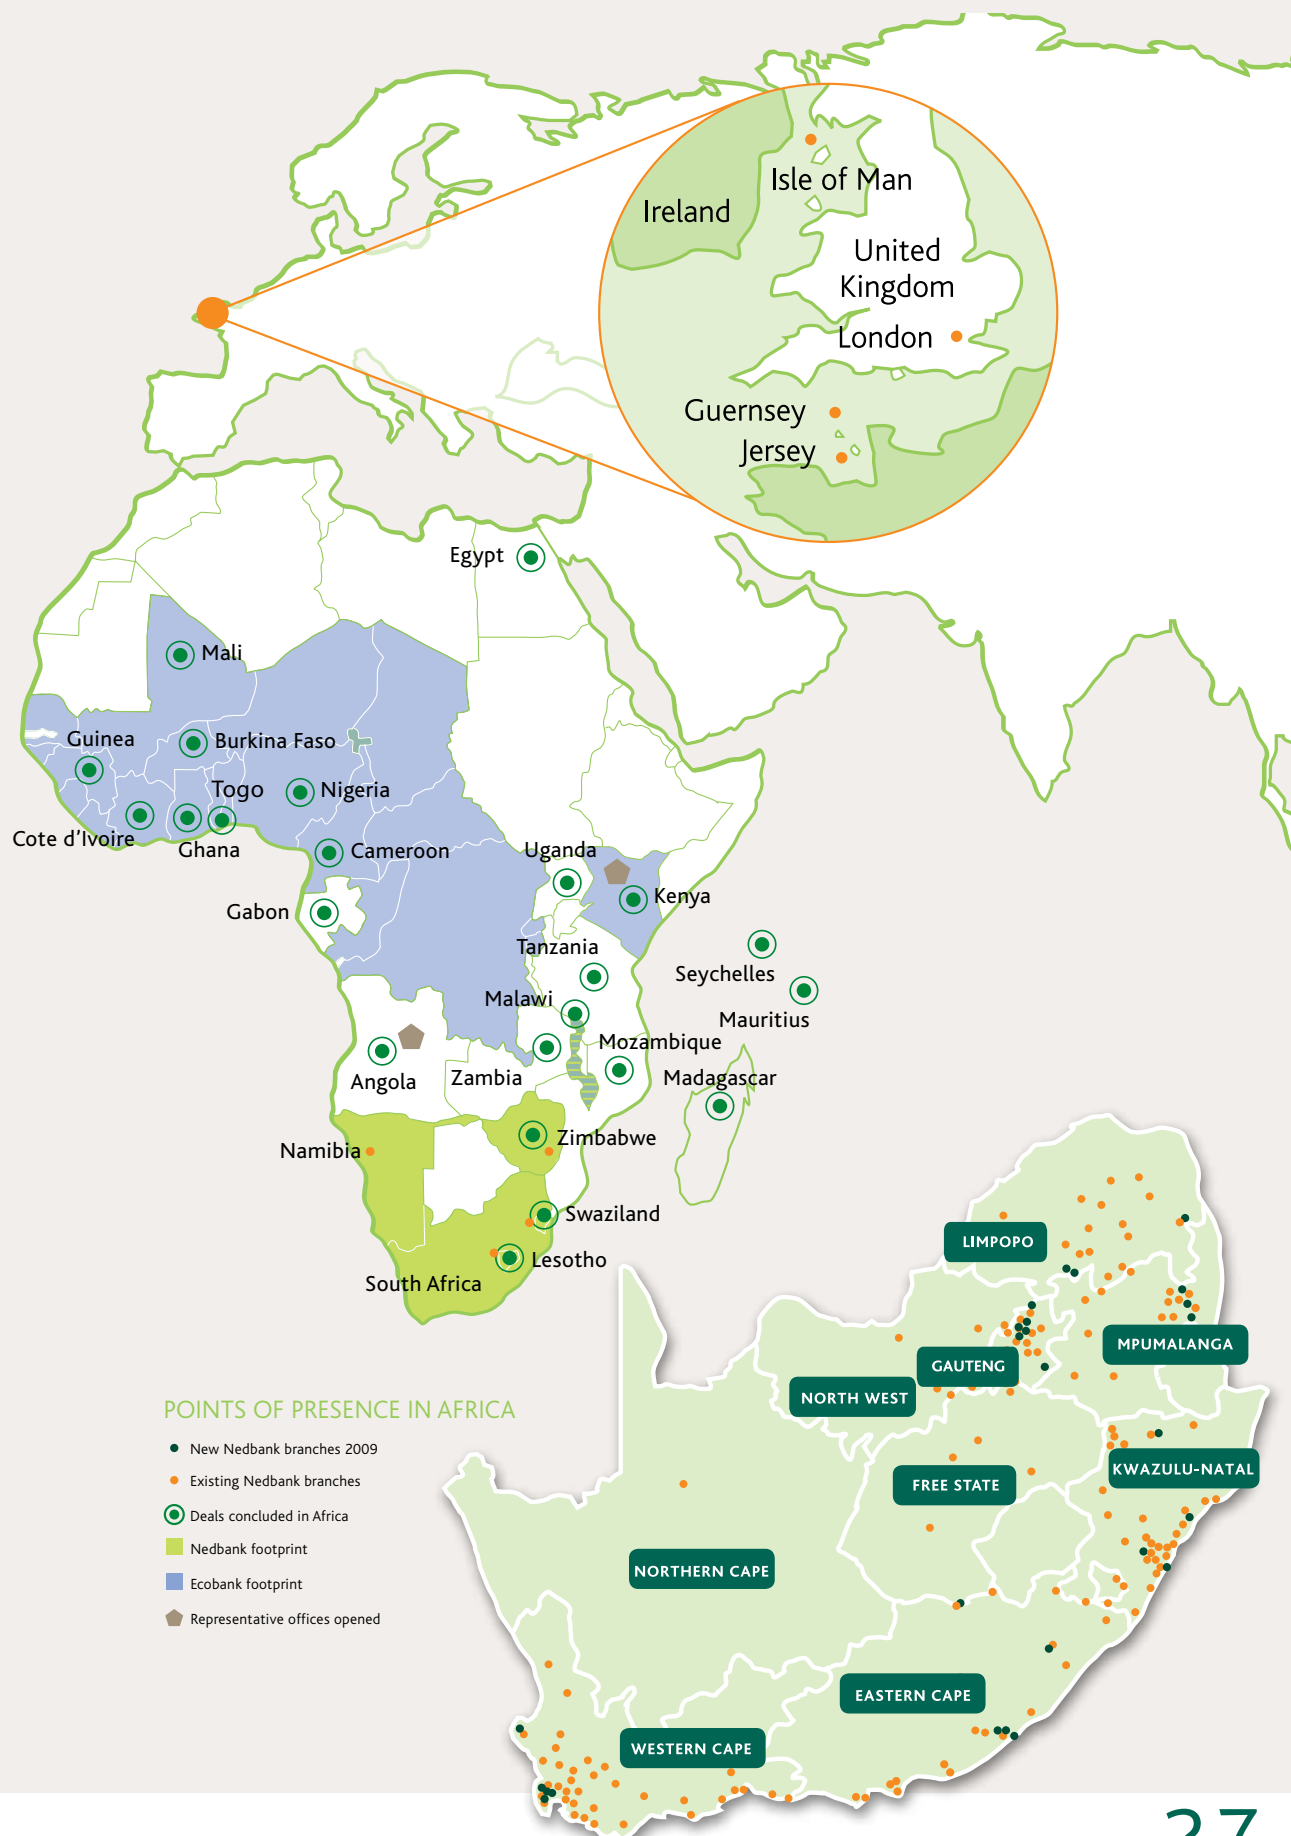 Isle of Man
Ireland
United
Kingdom
London
Guernsey
Jersey
Egypt
Mali
Guinea
Burkina Faso
Togo
Nigeria
Cote d'Ivoire
Ghana
Cameroon
Uganda
Kenya
Gabon
Tanzania
Seychelles
Malawi
Mauritius
Mozambique
Angola
Zambia
Madagascar
Namibia
Zimbabwe
Swaziland
Lesotho
South Africa
LIMPOPO
MPUMALANGA
GAUTENG
NORTH WEST
KWAZULU-NATAL
FREE STATE
NORTHERN CAPE
EASTERN CAPE
WESTERN CAPE
POINTS OF PRESENCE IN AFRICA
New Nedbank branches 2009
Existing Nedbank branches
Deals concluded in Africa
Nedbank footprint
Ecobank footprint
Representative offices opened